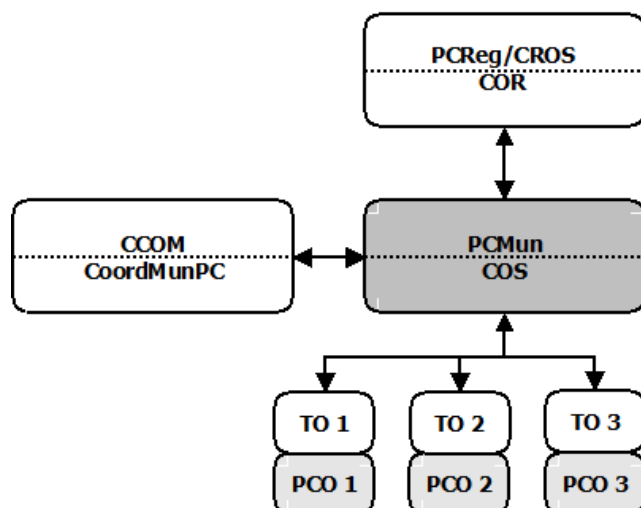 PCReg/CROS
COR
CCOM
CoordMunPC
PCMun
COS
TO 1
TO 2
TO 3
PCO 1
PCO 2
PCO 3